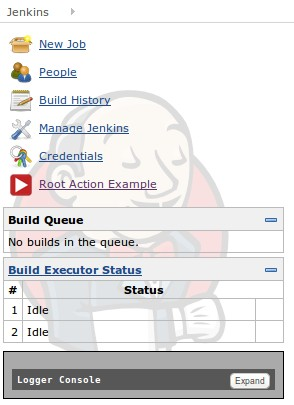 Jenkins
New Job
People
Build History
Manage Jenkins
Credentials
Root Action Example
Build Queue
No builds in the queue.
Build Executor Status
# Status
1 Idle
2 Idle
Logger Console Expand